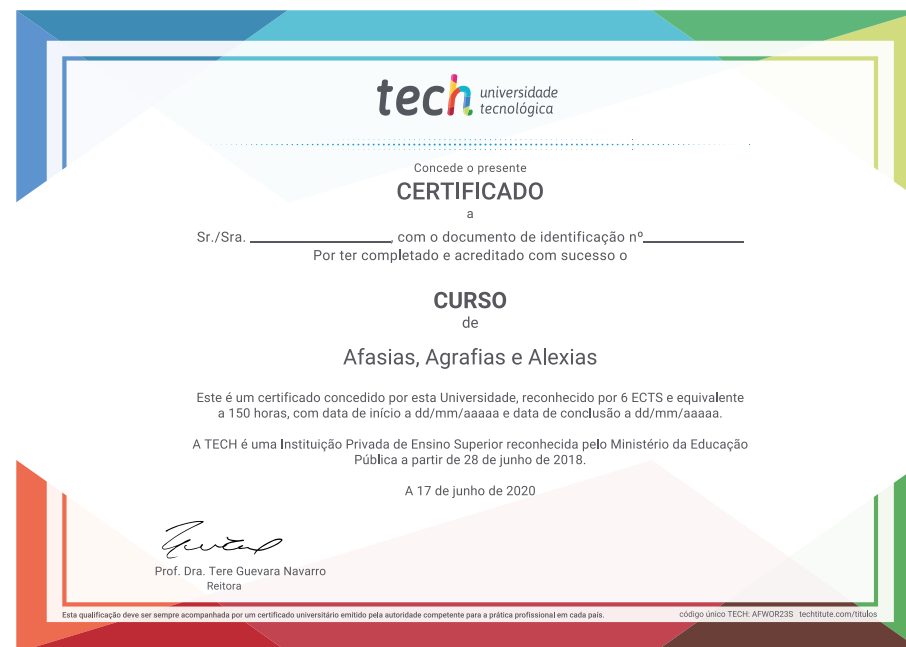 tech universidade
tecnológica
Concede o presente
CERTIFICADO
a
Sr./Sra. ____________________, com o documento de identificação nº______________
Por ter completado e acreditado com sucesso o
CURSO
de
Afasias, Agrafias e Alexias
Este é um certificado concedido por esta Universidade, reconhecido por 6 ECTS e equivalente
a 150 horas, com data de início a dd/mm/aaaaa e data de conclusão a dd/mm/aaaaa.
A TECH é uma Instituição Privada de Ensino Superior reconhecida pelo Ministério da Educação
Pública a partir de 28 de junho de 2018.
A 17 de junho de 2020
Prof. Dra. Tere Guevara Navarro
Reitora
Esta qualificação deve ser sempre acompanhada por um certificado universitário emitido pela autoridade competente para a prática profissional em cada país.
código único TECH: AFWOR23S techtitute.com/titulos